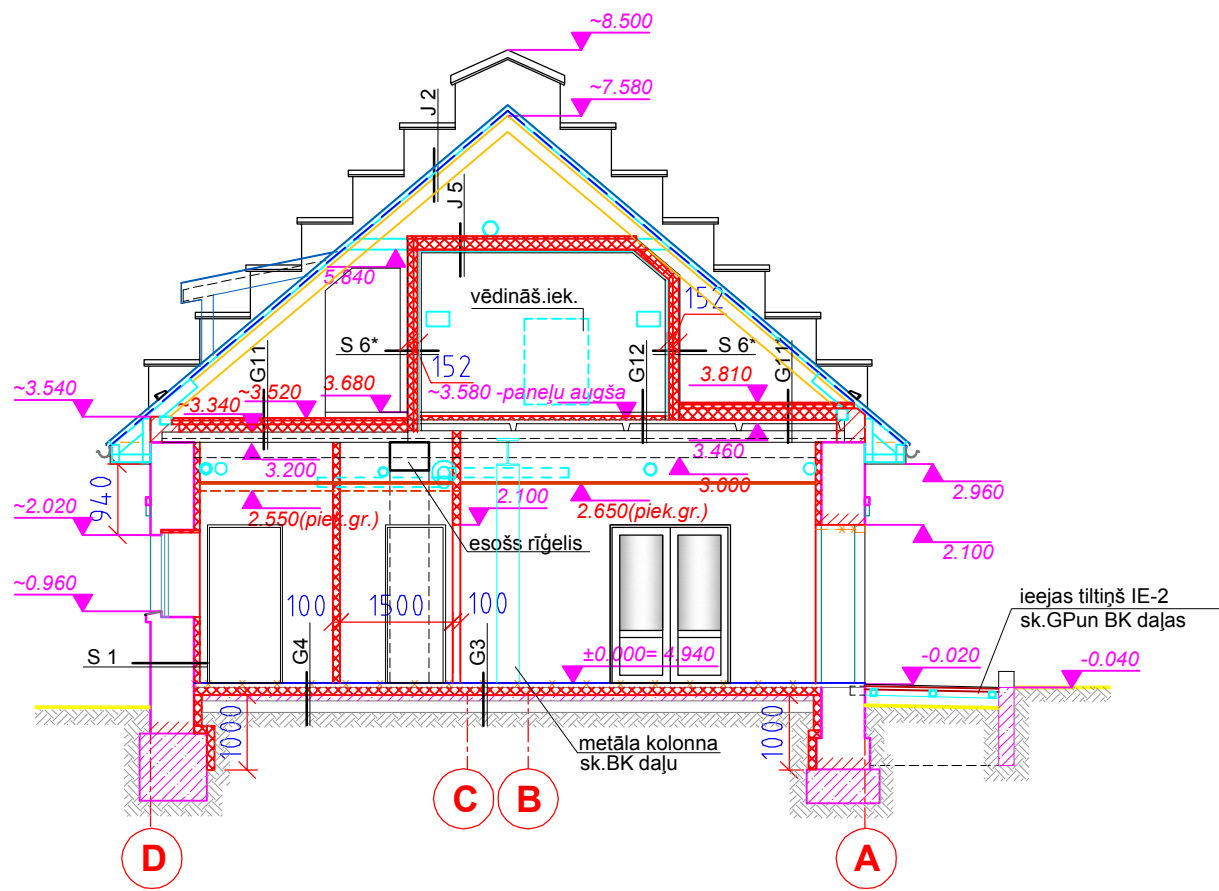 ~8.500
~7.580
J 2
J 5
5.840
vēdināš.iek.
152
S 6*
S 6*
G11
G12
G11*
152
~3.540
~3.520
3.680
~3.580 -paneļu augša
3.810
~3.340
3.200
3.460
3.000
2.960
940
2.550(piek.gr.)
2.100
2.650(piek.gr.)
~2.020
esošs rīģelis
2.100
~0.960
100
1500
100
ieejas tiltiņš IE-2
sk.GPun BK daļas
S 1
G4
G3
±0.000= 4.940
-0.020
-0.040
1000
1000
metāla kolonna
sk.BK daļu
D
C
B
A